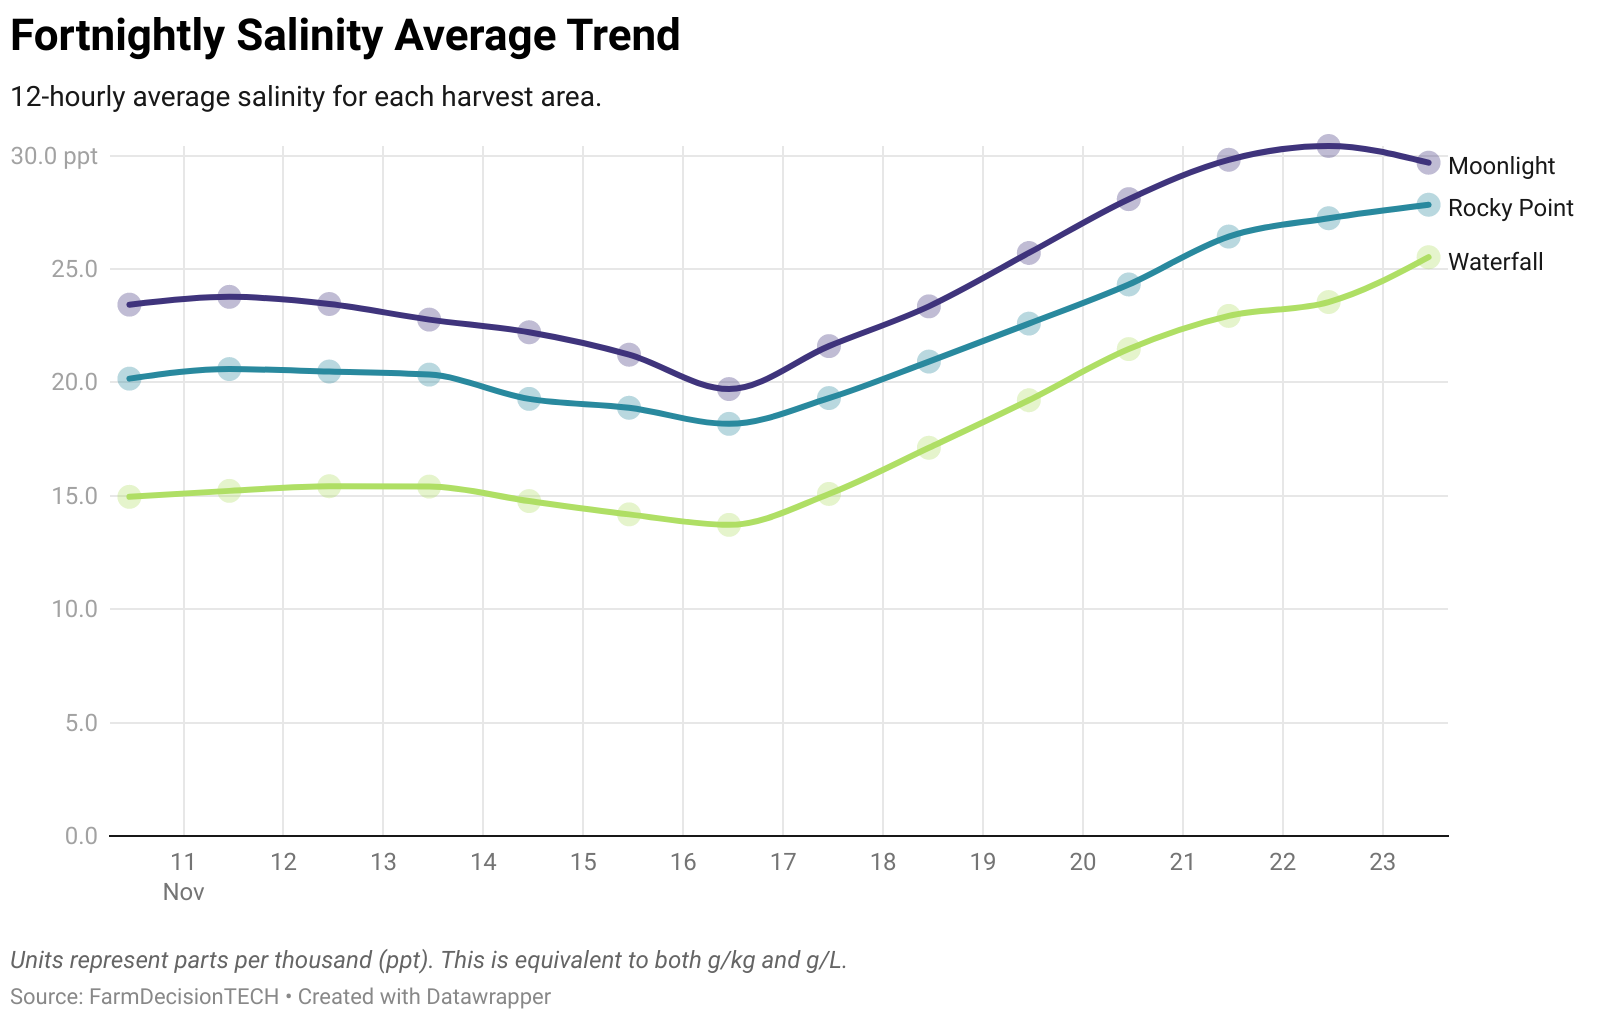 Fortnightly Salinity Average Trend
12-hourly average salinity for each harvest area.
30.0 ppt
Moonlight
Rocky Point
25.0
Waterfall
20.0
15.0
10.0
5.0
0.0
11 12 13 14 15 16 17 18 19 20 21 22 23
Nov
Units represent parts per thousand (ppt). This is equivalent to both g/kg and g/L.
Source: FarmDecisionTECH • Created with Datawrapper